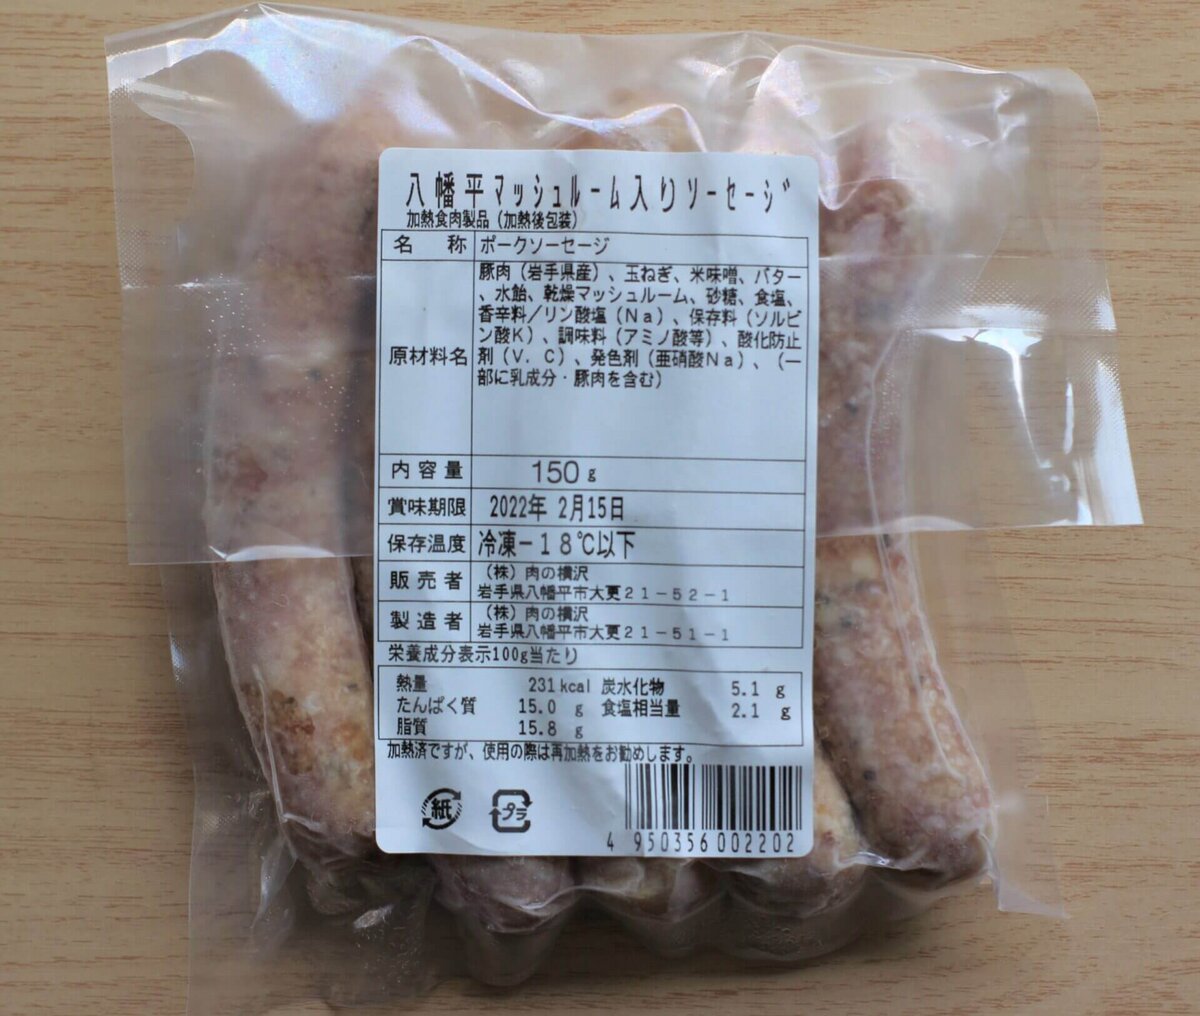 八幡平ﾏｯｼｭﾙｰﾑ入りｿｰｾｰｼﾞ
加熱食肉製品（加熱後包装）
名称 ポークソーセージ
原材料名
豚肉（岩手県産）、玉ねぎ、米味噌、バター
、水飴、乾燥マッシュルーム、砂糖、食塩、
香辛料／リン酸塩（Ｎａ）、保存料（ソルビ
ン酸Ｋ）、調味料（アミノ酸等）、酸化防止
剤（Ｖ．Ｃ）、発色剤（亜硝酸Ｎａ）、（一
部に乳成分・豚肉を含む）
内容量 150g
賞味期限 2022年 2月15日
保存温度 冷凍－１８℃以下
販売者 （株）肉の横沢
岩手県八幡平市大更２１－５２－１
製造者 （株）肉の横沢
岩手県八幡平市大更２１－５１－１
栄養成分表示100g当たり
熱量 231kcal 炭水化物 5.1 g
たんぱく質 15.0 g 食塩相当量 2.1 g
脂質 15.8 g
加熱済ですが、使用の際は再加熱をお勧めします。
紙 プラ
4 950356 002202